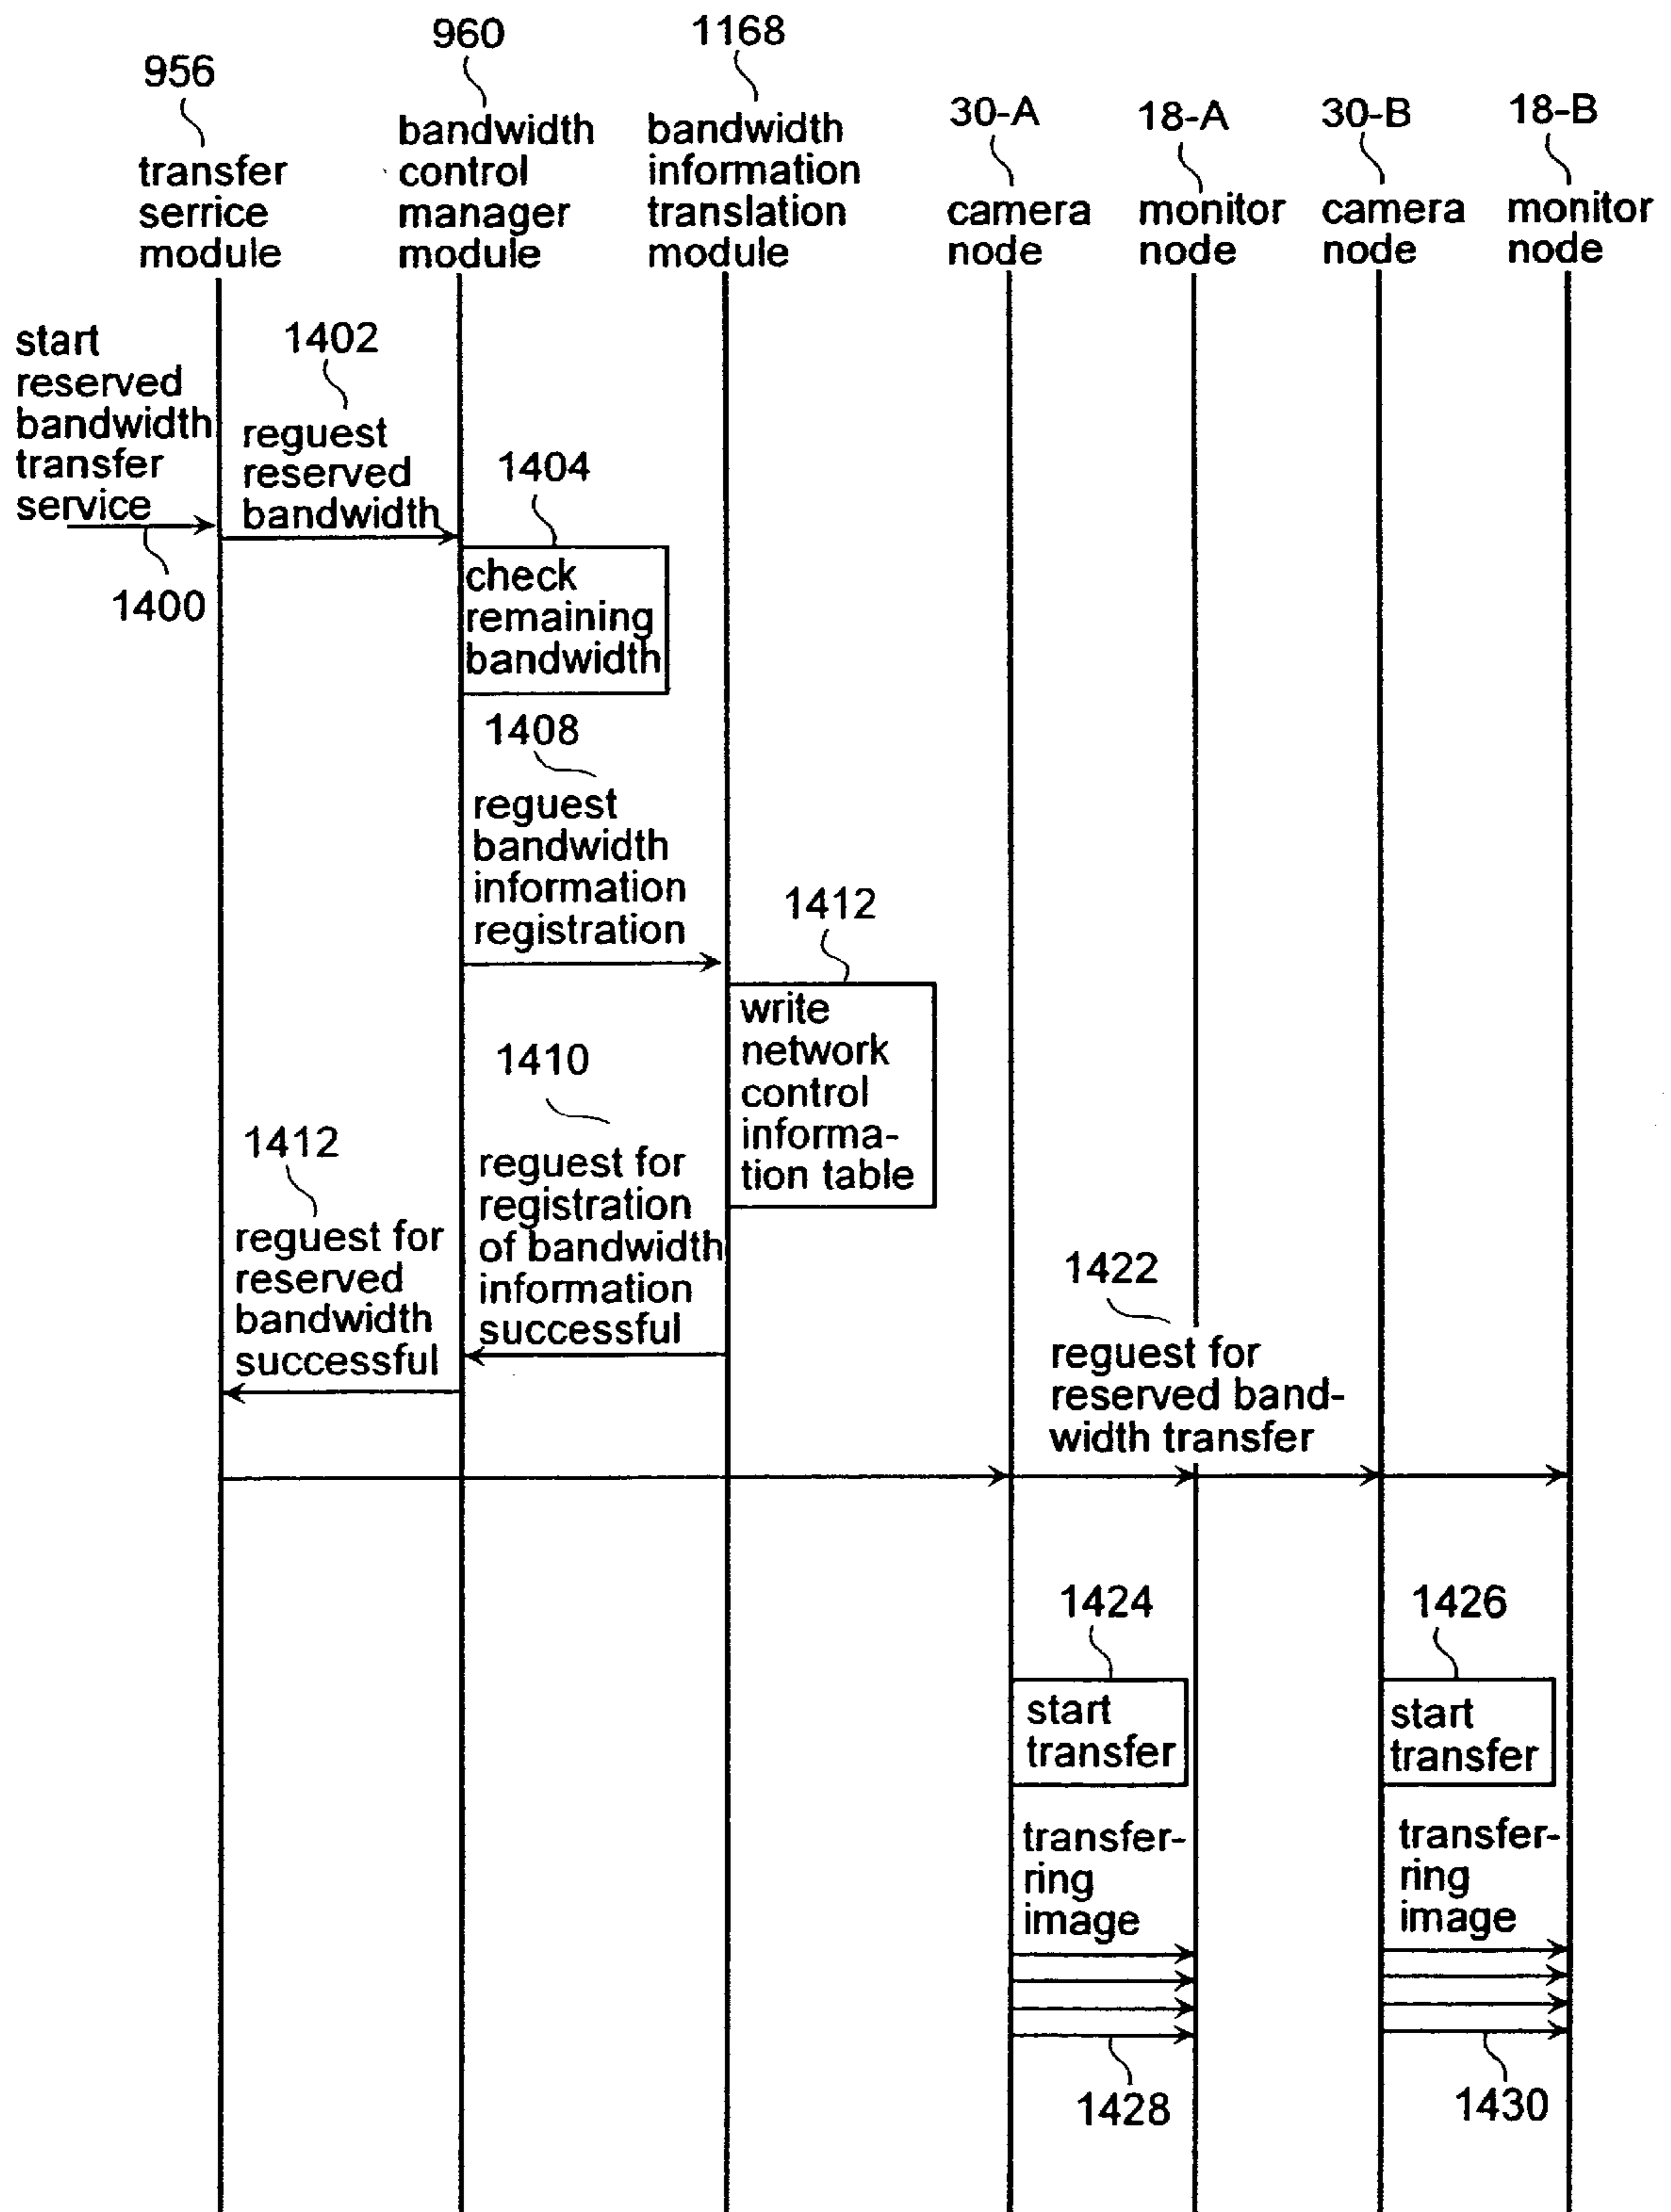 956
transfer
serrice
module
960
bandwidth
control
manager
module
1168
bandwidth
information
translation
module
30-A
camera
node
18-A
monitor
node
30-B
camera
node
18-B
monitor
node
start
reserved
bandwidth
transfer
service
1400
1402
reguest
reserved
bandwidth
1404
check
remaining
bandwidth
1408
reguest
bandwidth
information
registration
1412
write
network
control
informa-
tion table
1410
reguest for
registration
of bandwidth
information
successful
1412
reguest for
reserved
bandwidth
successful
1422
reguest for
reserved band-
width transfer
1424
start
transfer
1426
start
transfer
transfer-
ring
image
transfer-
ring
image
1428
1430